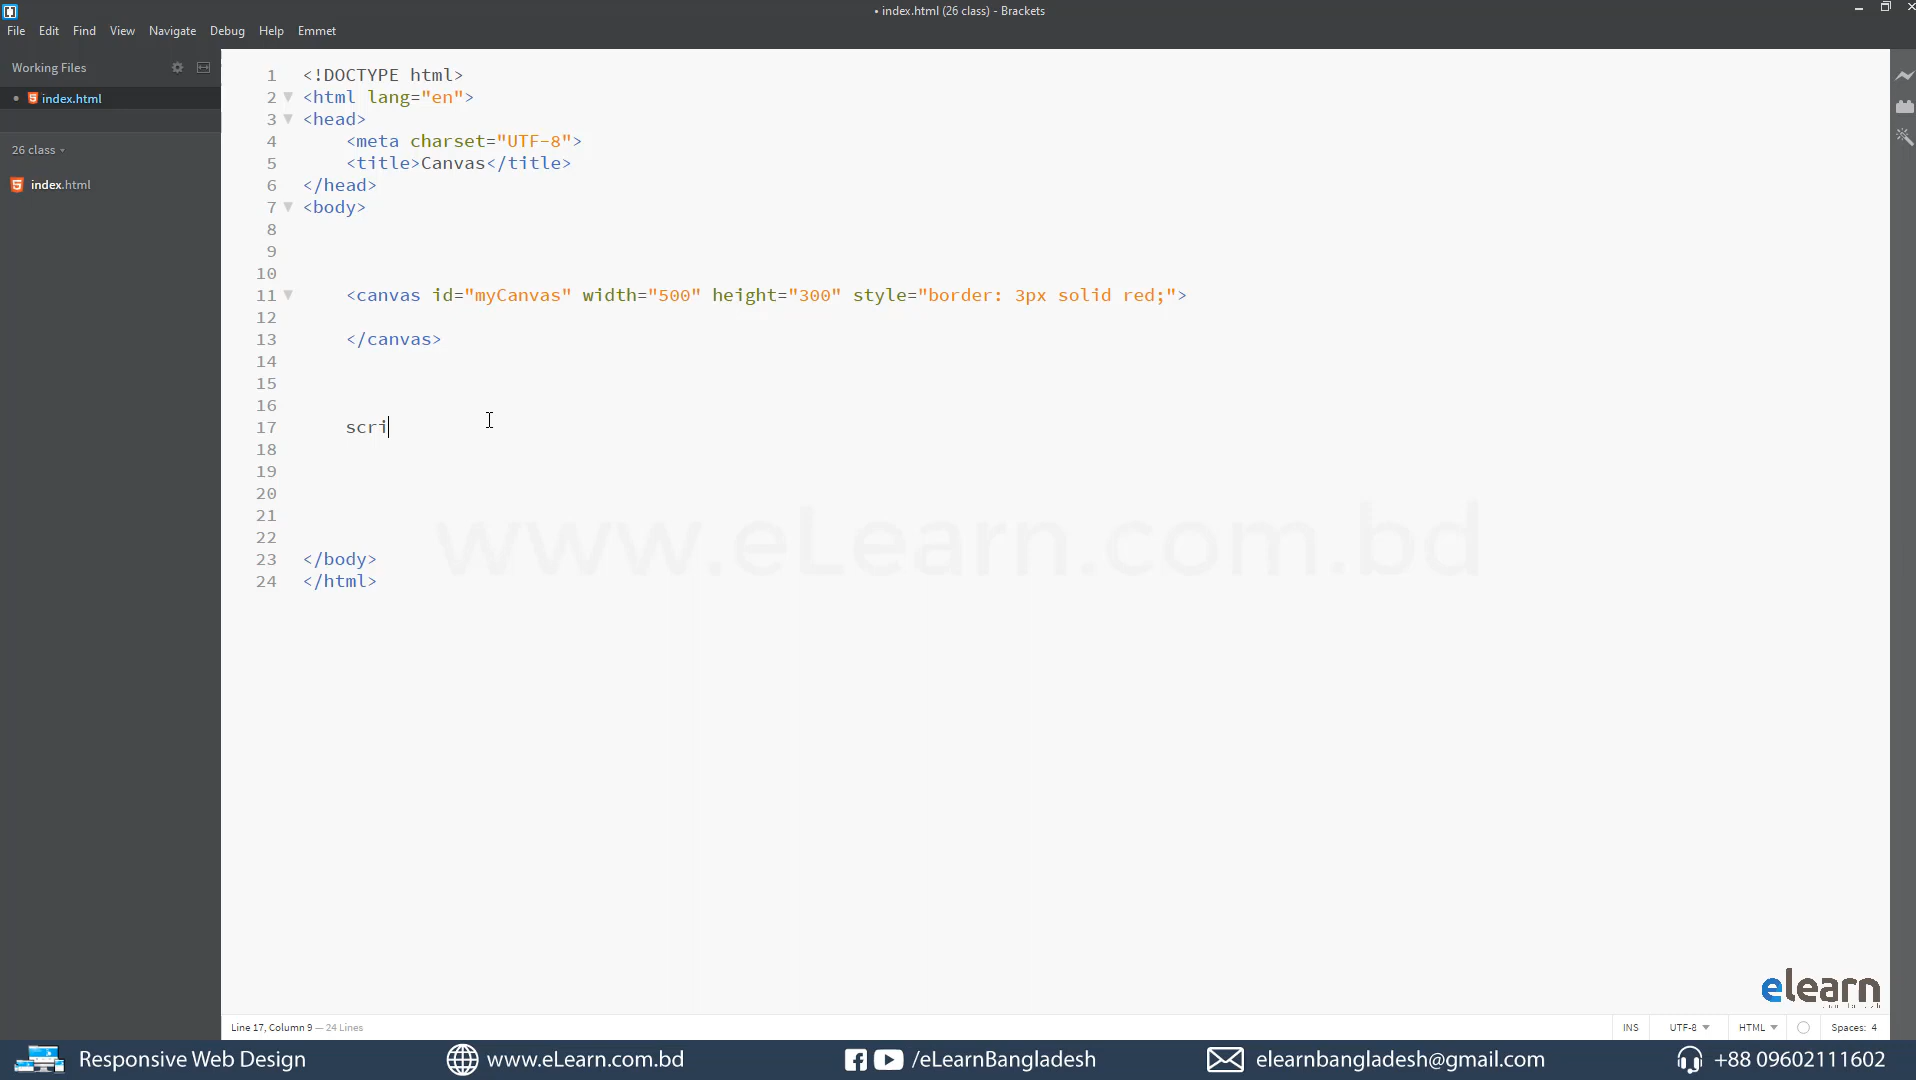 • index.html (26 class) - Brackets
File Edit Find View Navigate Debug Help Emmet
Working Files
• index.html
26 class
index.html
1 <!DOCTYPE html>
2 <html lang="en">
3 <head>
4 <meta charset="UTF-8">
5 <title>Canvas</title>
6 </head>
7 <body>
8
9
10
11 <canvas id="myCanvas" width="500" height="300" style="border: 3px solid red;">
12
13 </canvas>
14
15
16
17 scri
18
19
20
21
22
23 </body>
24 </html>
www.eLearn.com.bd
elearn
Line 17, Column 9 — 24 Lines
INS UTF-8 HTML Spaces: 4
Responsive Web Design www.eLearn.com.bd /eLearnBangladesh elearnbangladesh@gmail.com +88 09602111602